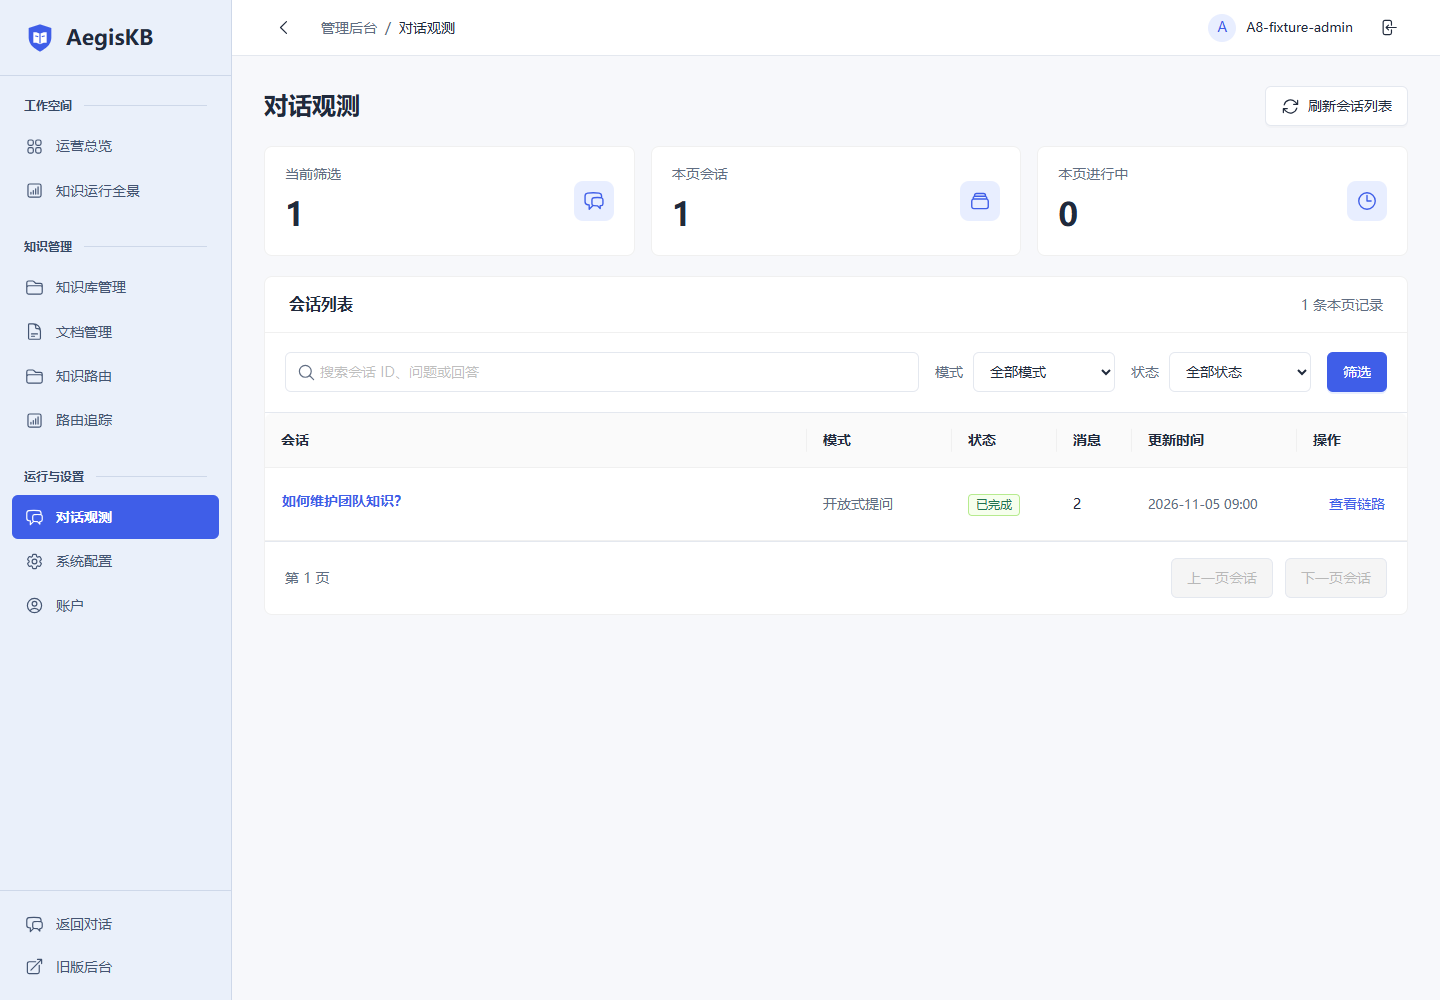 AegisKB
工作空间
运营总览
知识运行全景
知识管理
知识库管理
文档管理
知识路由
路由追踪
运行与设置
对话观测
系统配置
账户
返回对话
旧版后台
管理后台 / 对话观测
A A8-fixture-admin
对话观测
刷新会话列表
当前筛选
1
本页会话
1
本页进行中
0
会话列表
1 条本页记录
搜索会话 ID、问题或回答
模式 全部模式
状态 全部状态
筛选
会话 模式 状态 消息 更新时间 操作
如何维护团队知识? 开放式提问 已完成 2 2026-11-05 09:00 查看链路
第 1 页
上一页会话
下一页会话